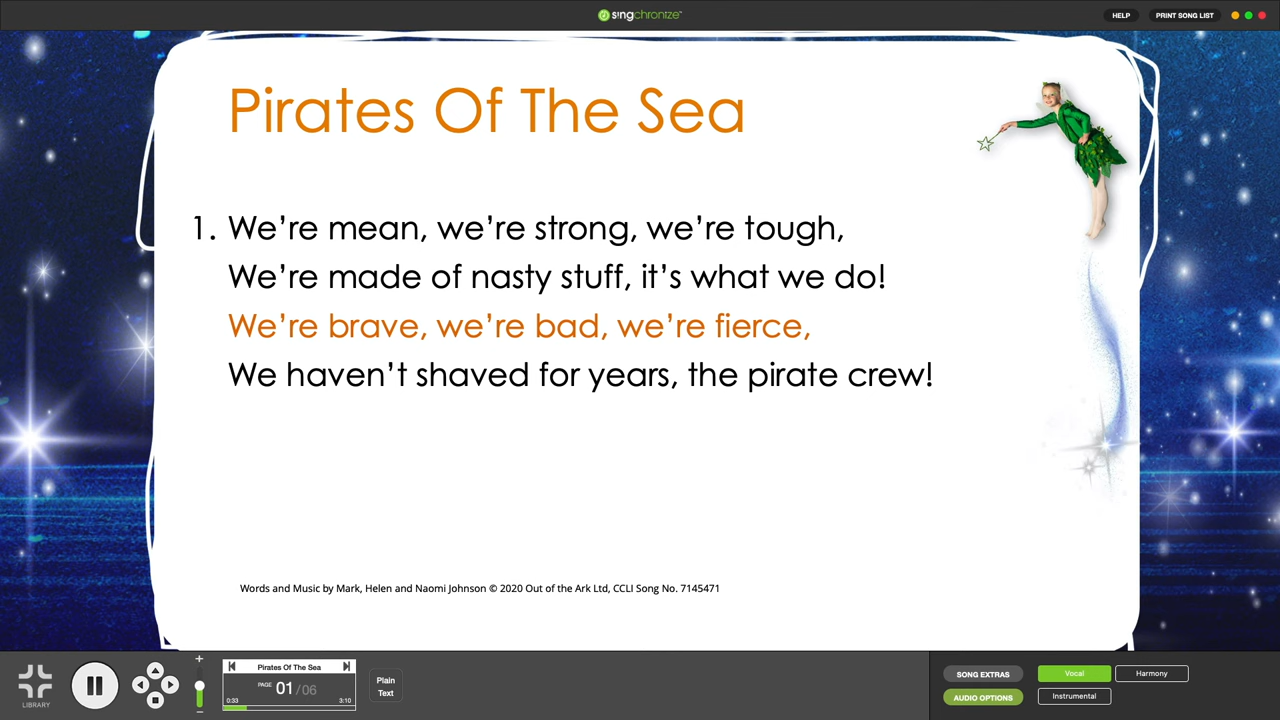 singchronize™
HELP
PRINT SONG LIST
Pirates Of The Sea
1. We're mean, we're strong, we're tough,
We're made of nasty stuff, it's what we do!
We're brave, we're bad, we're fierce,
We haven't shaved for years, the pirate crew!
Words and Music by Mark, Helen and Naomi Johnson © 2020 Out of the Ark Ltd, CCLI Song No. 7145471
LIBRARY
+
–
Pirates Of The Sea
PAGE 01 /06
0:33 3:10
Plain
Text
SONG EXTRAS
AUDIO OPTIONS
Vocal
Harmony
Instrumental